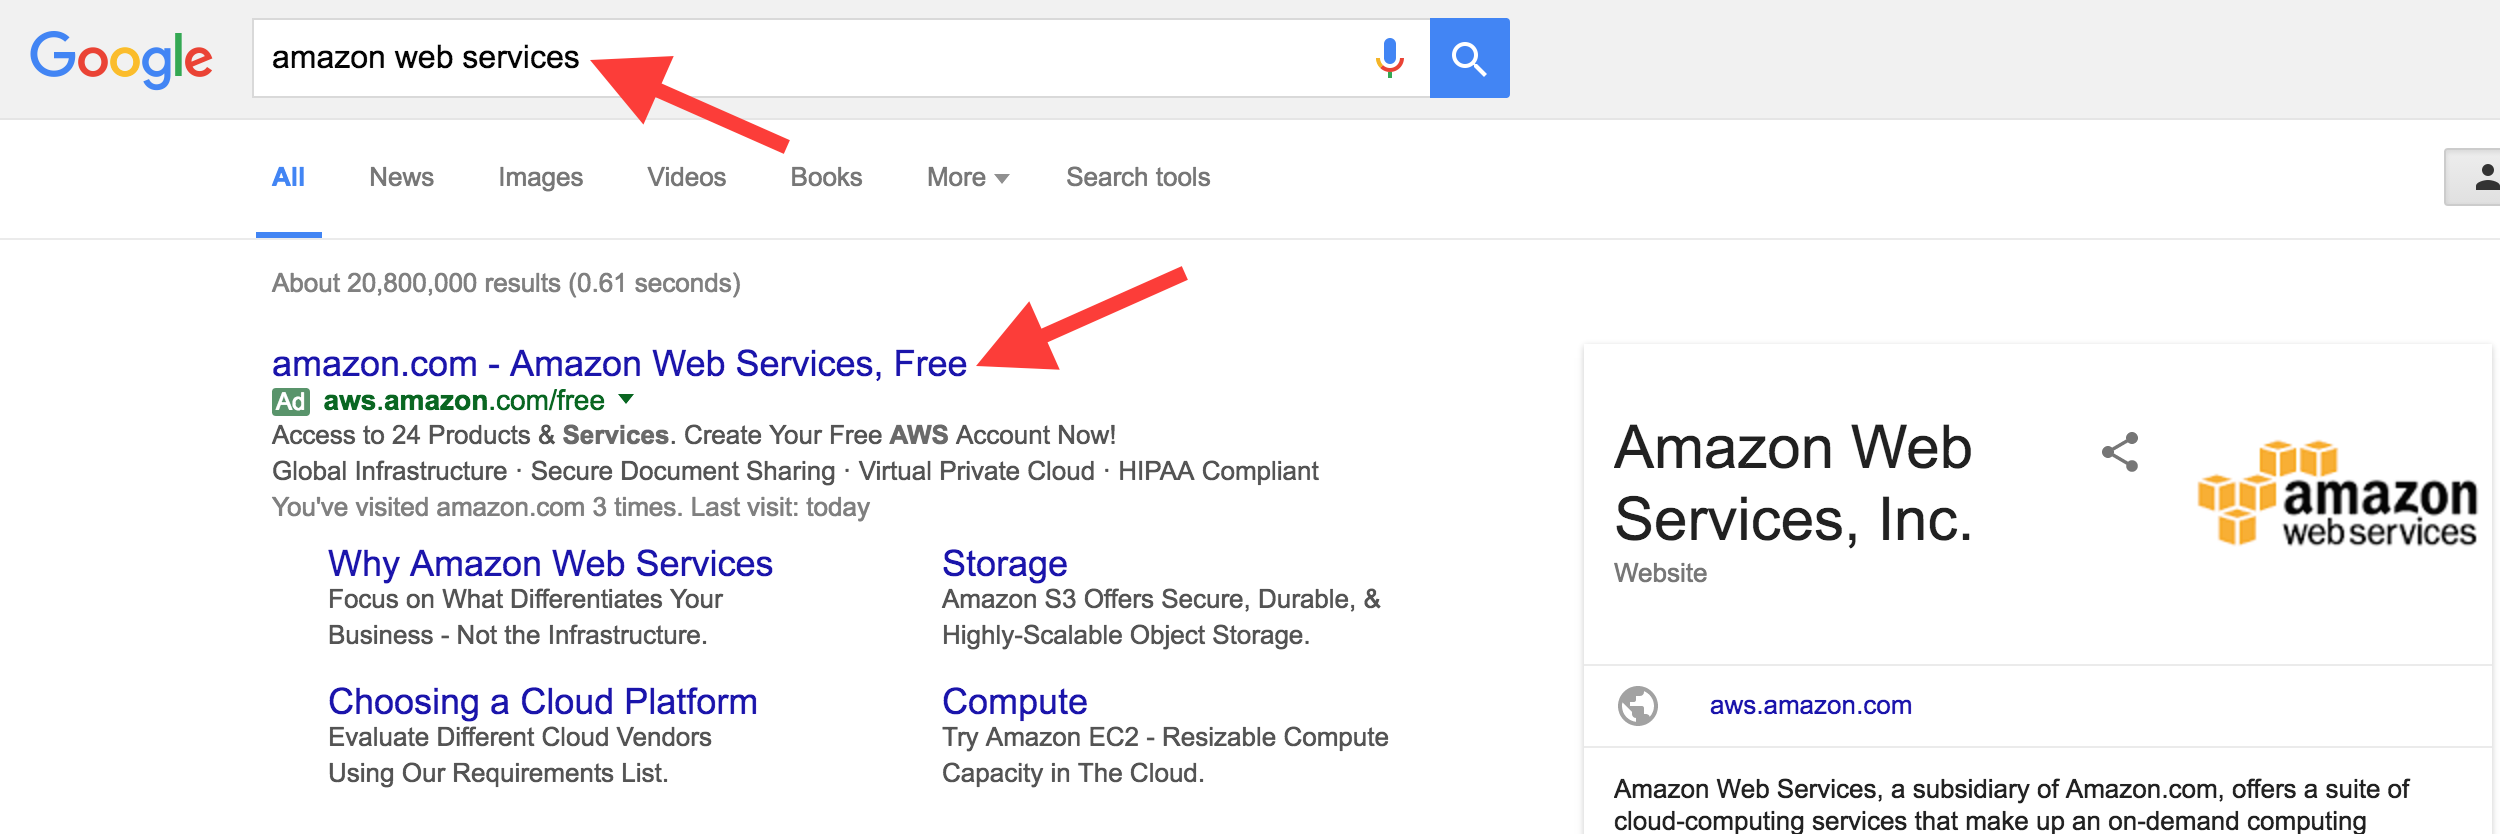 Google
amazon web services
All News Images Videos Books More Search tools
About 20,800,000 results (0.61 seconds)
amazon.com - Amazon Web Services, Free
Ad aws.amazon.com/free
Access to 24 Products & Services. Create Your Free AWS Account Now!
Global Infrastructure · Secure Document Sharing · Virtual Private Cloud · HIPAA Compliant
You've visited amazon.com 3 times. Last visit: today
Why Amazon Web Services
Focus on What Differentiates Your
Business - Not the Infrastructure.
Storage
Amazon S3 Offers Secure, Durable, &
Highly-Scalable Object Storage.
Choosing a Cloud Platform
Evaluate Different Cloud Vendors
Using Our Requirements List.
Compute
Try Amazon EC2 - Resizable Compute
Capacity in The Cloud.
Amazon Web
Services, Inc.
Website
amazon
web services
aws.amazon.com
Amazon Web Services, a subsidiary of Amazon.com, offers a suite of
cloud-computing services that make up an on-demand computing